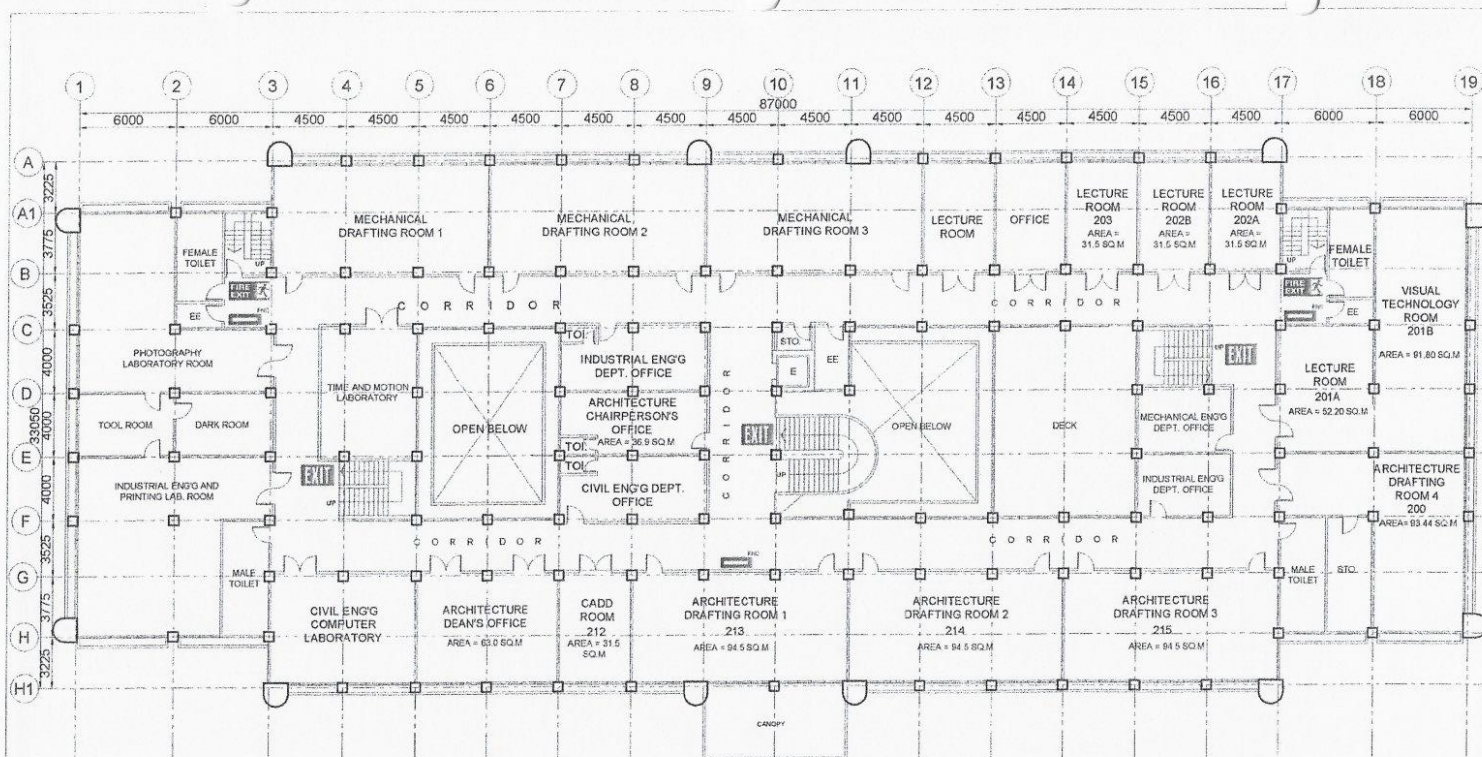 1 2 3 4 5 6 7 8 9 10 11 12 13 14 15 16 17 18 19
87000
6000 6000 4500 4500 4500 4500 4500 4500 4500 4500 4500 4500 4500 4500 4500 4500 6000 6000
A
3225
A1
3775
B
3525
C
4000
D
33050
4000
E
4000
F
3525
G
3775
H
3225
H1
MECHANICAL
DRAFTING ROOM 1
MECHANICAL
DRAFTING ROOM 2
MECHANICAL
DRAFTING ROOM 3
LECTURE
ROOM
OFFICE
LECTURE
ROOM
203
AREA =
31.5 SQ.M
LECTURE
ROOM
202B
AREA =
31.5 SQ.M
LECTURE
ROOM
202A
AREA =
31.5 SQ.M
FEMALE
TOILET
UP
FIRE
EXIT
FHC
EE
UP
FEMALE
TOILET
FIRE
EXIT
FHC
EE
VISUAL
TECHNOLOGY
ROOM
201B
AREA = 91.80 SQ.M
CORRIDOR
CORRIDOR
PHOTOGRAPHY
LABORATORY ROOM
TOOL ROOM
DARK ROOM
INDUSTRIAL ENG'G AND
PRINTING LAB. ROOM
MALE
TOILET
TIME AND MOTION
LABORATORY
EXIT
UP
OPEN BELOW
TOI.
INDUSTRIAL ENG'G
DEPT. OFFICE
ARCHITECTURE
CHAIRPERSON'S
OFFICE
AREA = 36.9 SQ.M
TOI.
TOI.
CIVIL ENG'G DEPT.
OFFICE
CORRIDOR
STO.
E
EE
EXIT
UP
OPEN BELOW
DECK
UP
EXIT
MECHANICAL ENG'G
DEPT. OFFICE
INDUSTRIAL ENG'G
DEPT. OFFICE
LECTURE
ROOM
201A
AREA = 52.20 SQ.M
ARCHITECTURE
DRAFTING
ROOM 4
200
AREA= 93.44 SQ.M
MALE
TOILET
STO.
CORRIDOR
CORRIDOR
FHC
CIVIL ENG'G
COMPUTER
LABORATORY
ARCHITECTURE
DEAN'S OFFICE
AREA = 63.0 SQ.M
CADD
ROOM
212
AREA = 31.5
SQ.M
ARCHITECTURE
DRAFTING ROOM 1
213
AREA = 94.5 SQ.M
ARCHITECTURE
DRAFTING ROOM 2
214
AREA = 94.5 SQ.M
ARCHITECTURE
DRAFTING ROOM 3
215
AREA = 94.5 SQ.M
CANOPY